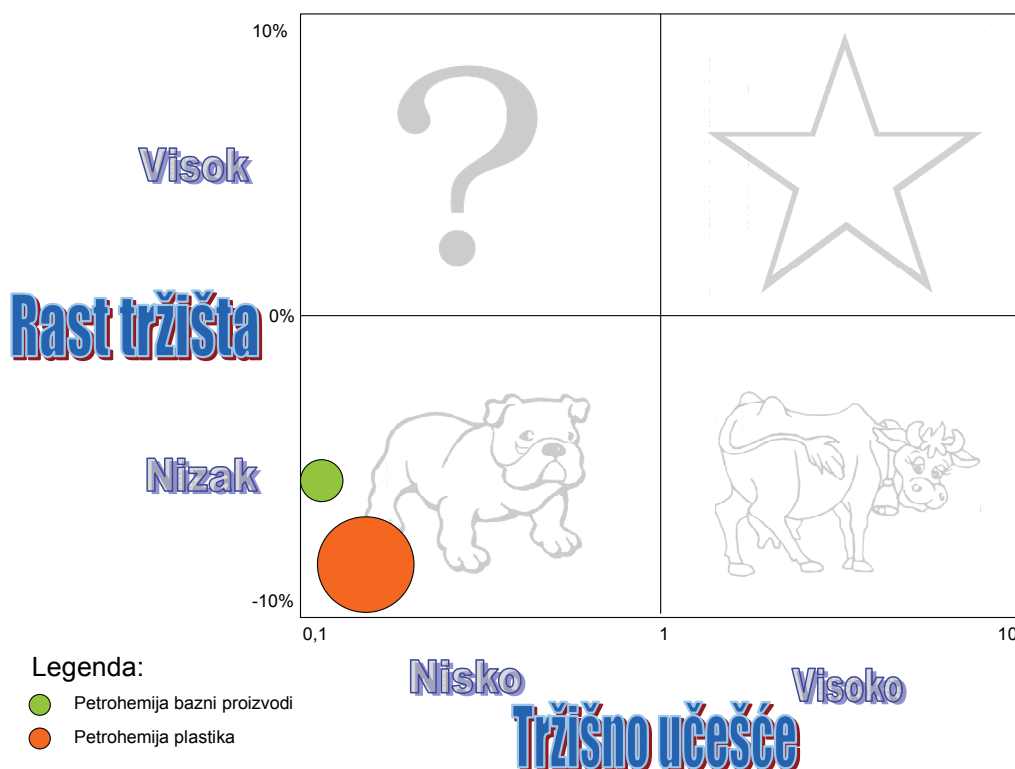 10%
?
Visok
Rast tržišta
0%
Nizak
-10%
0,1
1
10
Nisko
Visoko
Tržišno učešće
Legenda:
Petrohemija bazni proizvodi
Petrohemija plastika